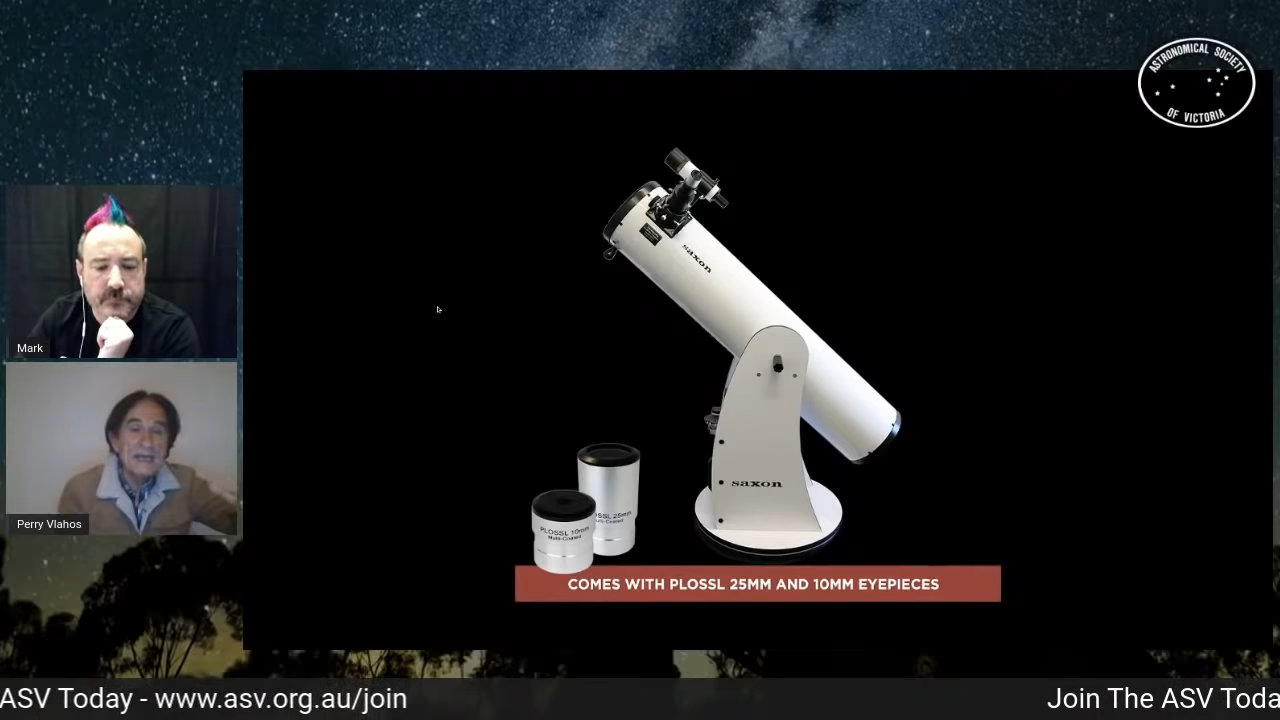 ASTRONOMICAL SOCIETY
OF VICTORIA
Mark
Perry Vlahos
saxon
saxon
PLOSSL 25mm
Multi-Coated
PLOSSL 10mm
Multi-Coated
COMES WITH PLOSSL 25MM AND 10MM EYEPIECES
ASV Today - www.asv.org.au/join
Join The ASV Toda